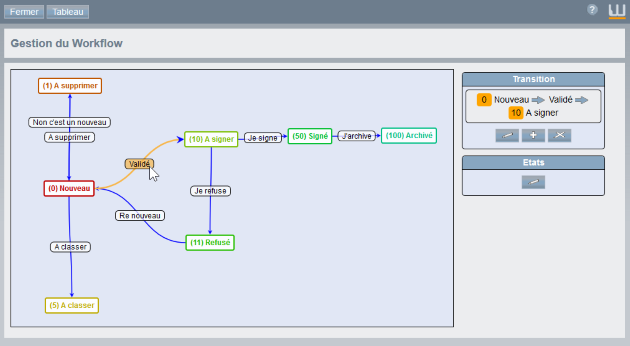 Fermer
Tableau
?
Gestion du Workflow
(1) A supprimer
Non c'est un nouveau
A supprimer
(10) A signer
Je signe
(50) Signé
J'archive
(100) Archivé
Validé
(0) Nouveau
Je refuse
Re nouveau
(11) Refusé
A classer
(5) A classer
Transition
0 Nouveau Validé
10 A signer
Etats